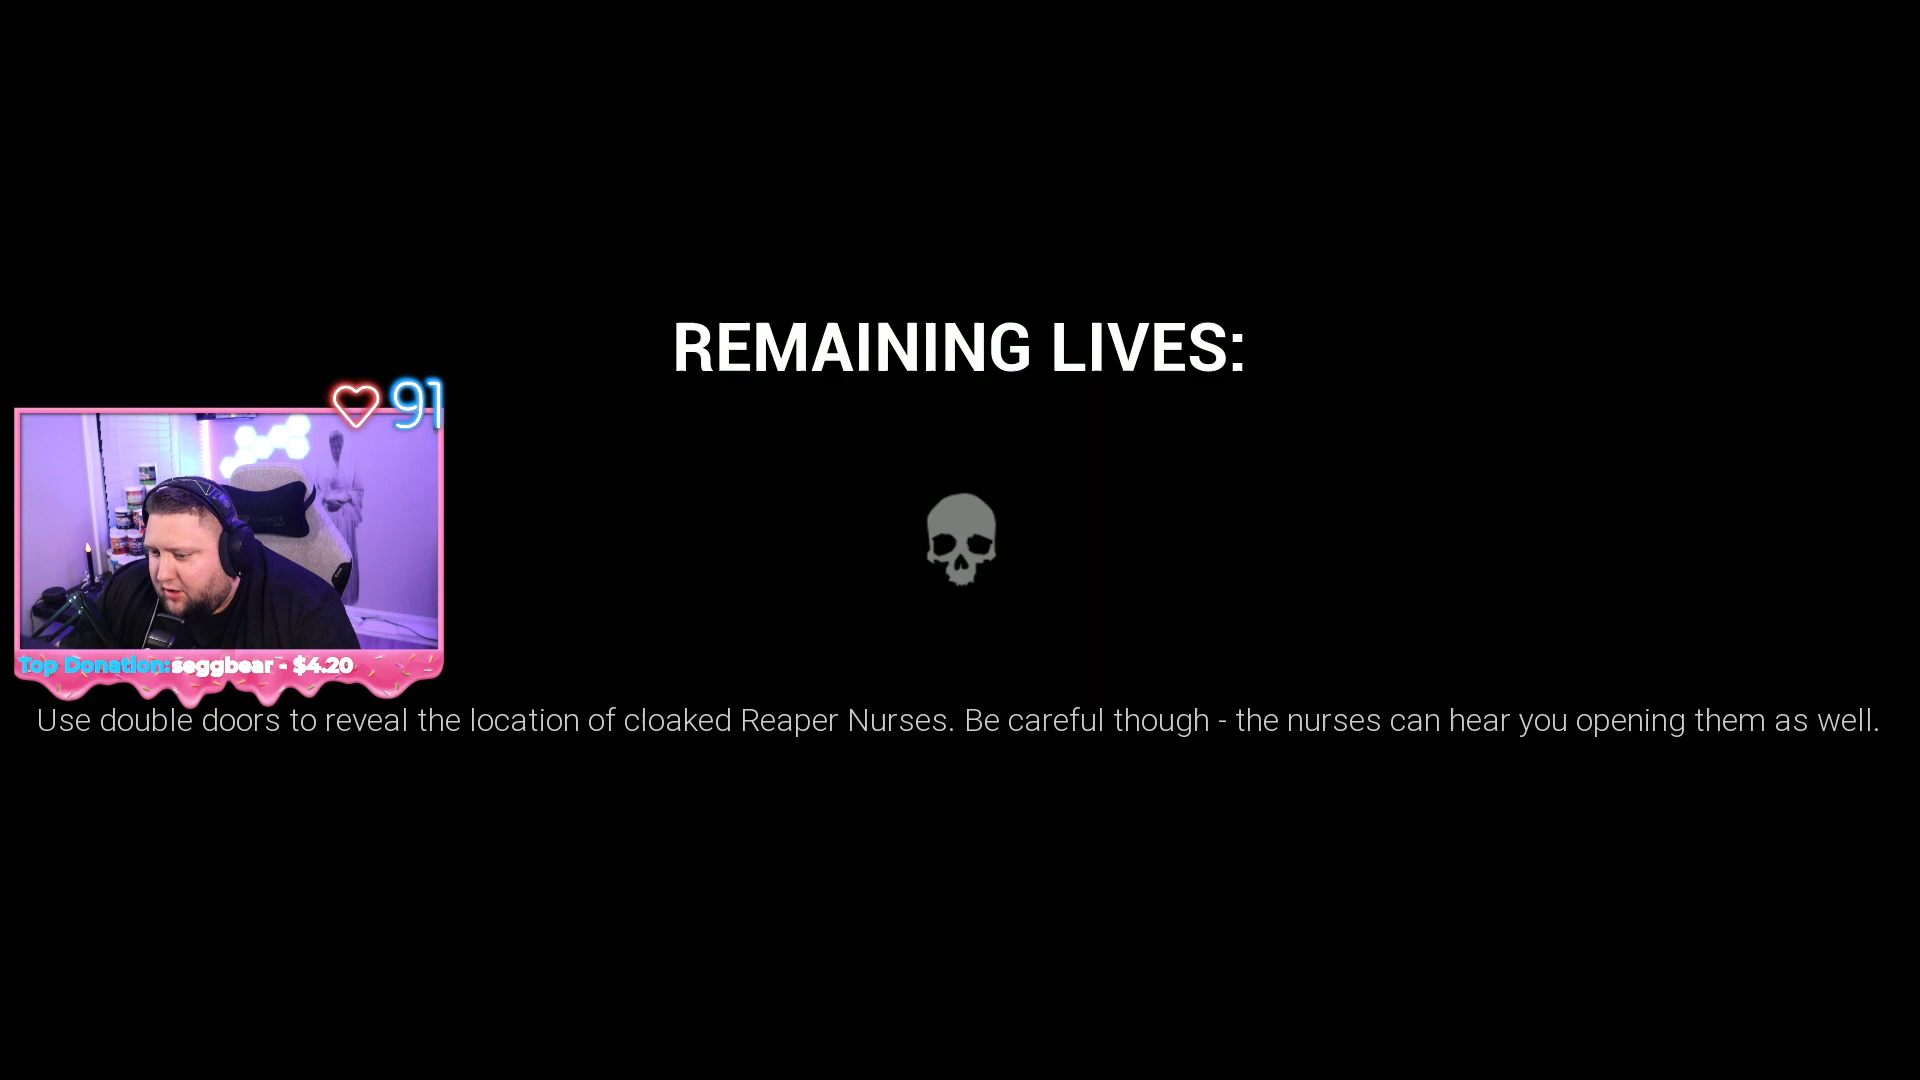 REMAINING LIVES:
91
Top Donation:seggbear - $4.20
Use double doors to reveal the location of cloaked Reaper Nurses. Be careful though - the nurses can hear you opening them as well.